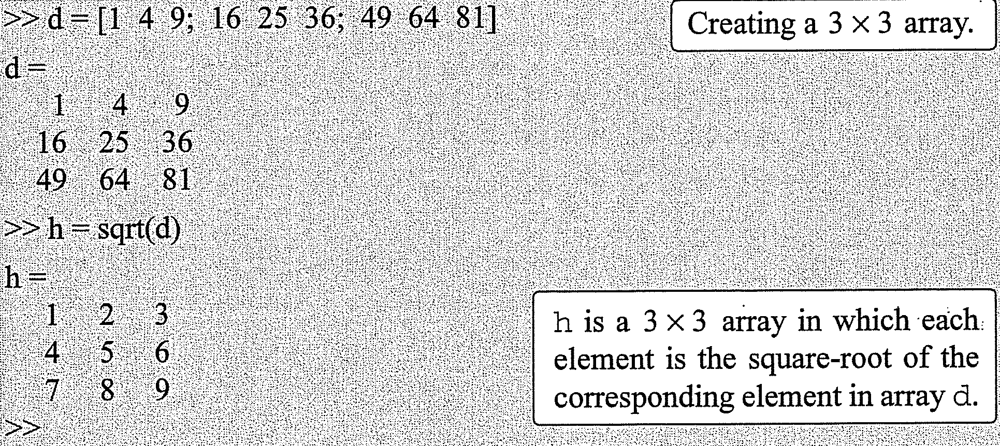 >> d = [1 4 9; 16 25 36; 49 64 81]
Creating a 3 × 3 array.
d =
1 4 9
16 25 36
49 64 81
>> h = sqrt(d)
h =
1 2 3
4 5 6
7 8 9
h is a 3 × 3 array in which each
element is the square-root of the
corresponding element in array d.
>>